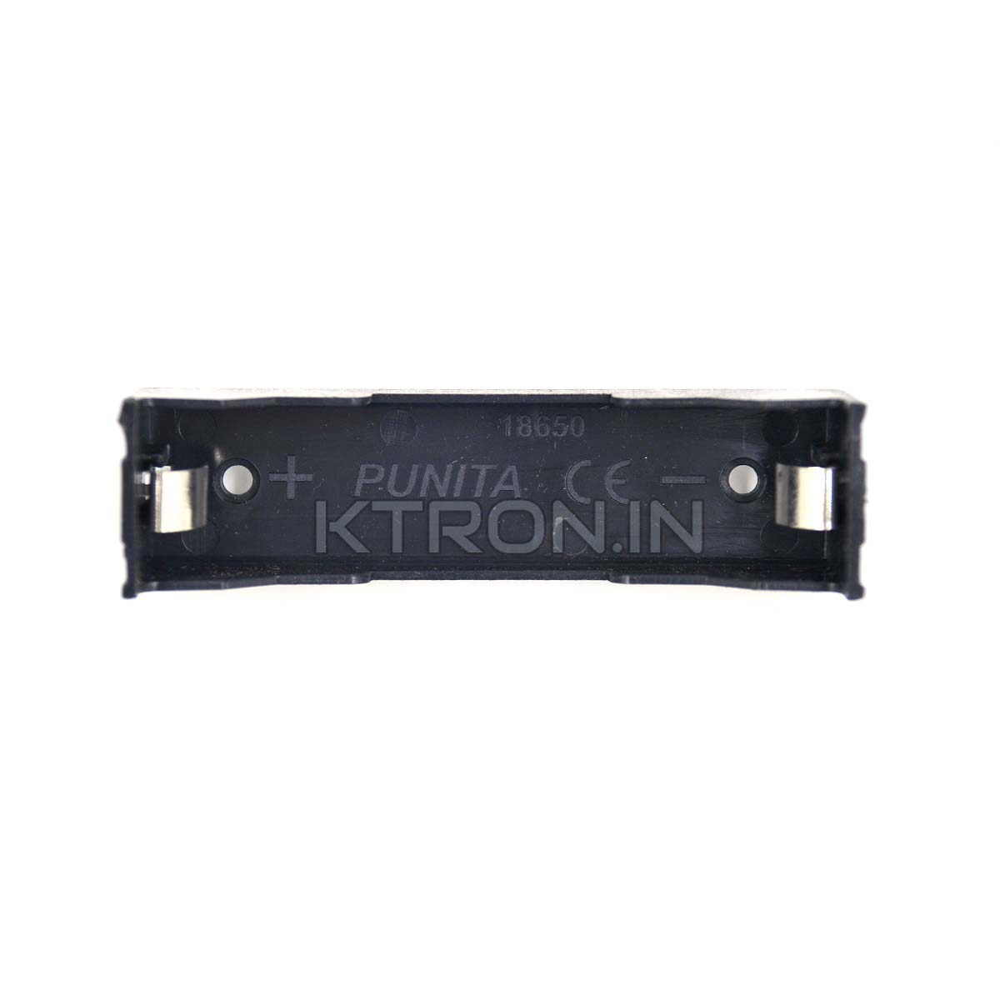 18650
+ PUNITA CE −
KTRON.IN